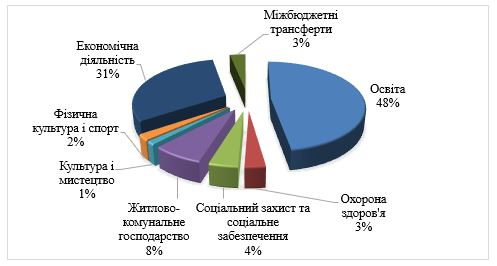 Міжбюджетні
трансферти
3%
Економічна
діяльність
31%
Освіта
48%
Фізична
культура і спорт
2%
Культура і
мистецтво
1%
Житлово-
комунальне
господарство
8%
Соціальний захист та
соціальне
забезпечення
4%
Охорона
здоров'я
3%